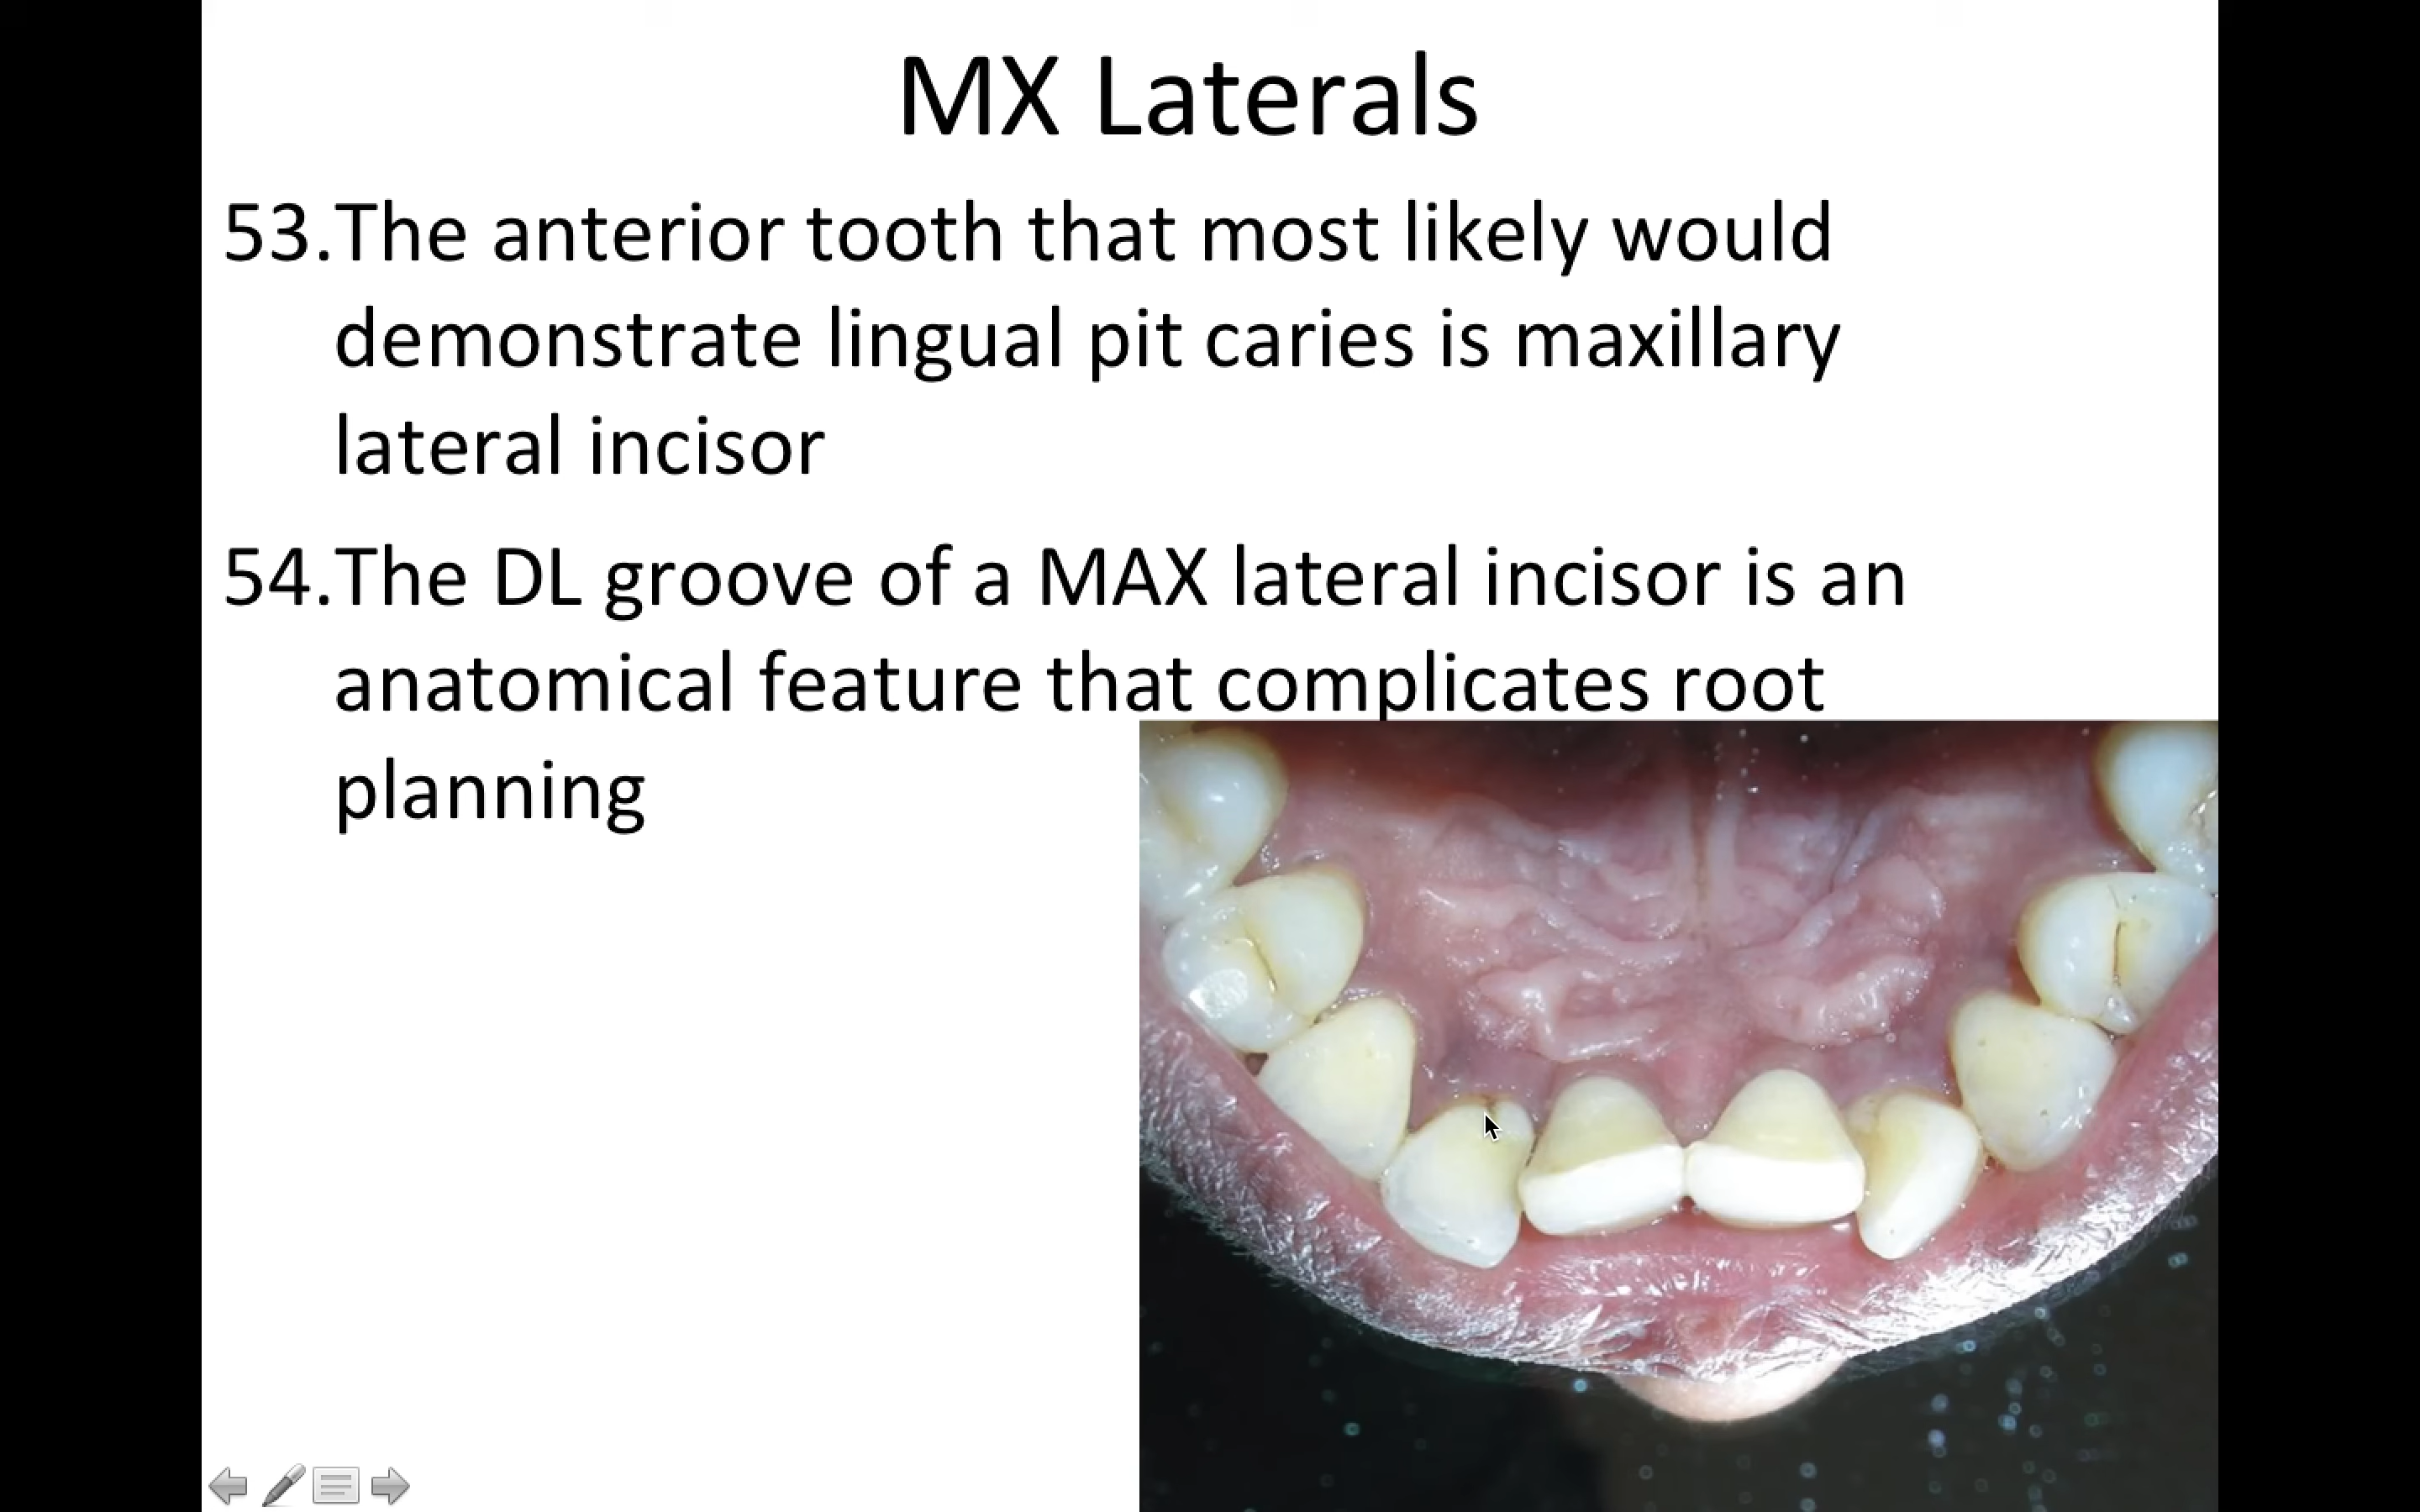 MX Laterals
53.The anterior tooth that most likely would
demonstrate lingual pit caries is maxillary
lateral incisor
54.The DL groove of a MAX lateral incisor is an
anatomical feature that complicates root
planning